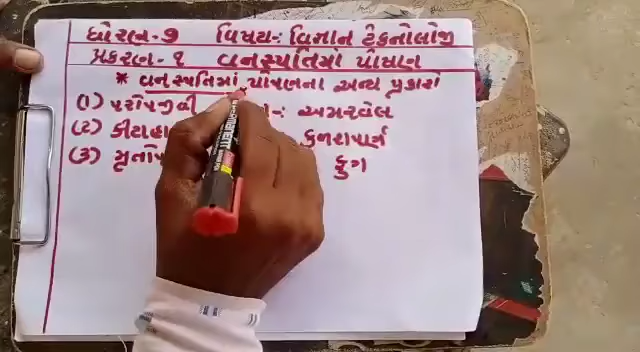 ધોરણ-૭ વિષય:- વિજ્ઞાન ટેકનોલોજી
પ્રકરણ-૧ વનસ્પતિમાં પોષણ
* વનસ્પતિમાં પોષણના અન્ય પ્રકારો
(૧) પરોપજીવી અમરવેલ
(૨) કીટાહા કળશપર્ણ
(૩) મૃતોપ ફુગ